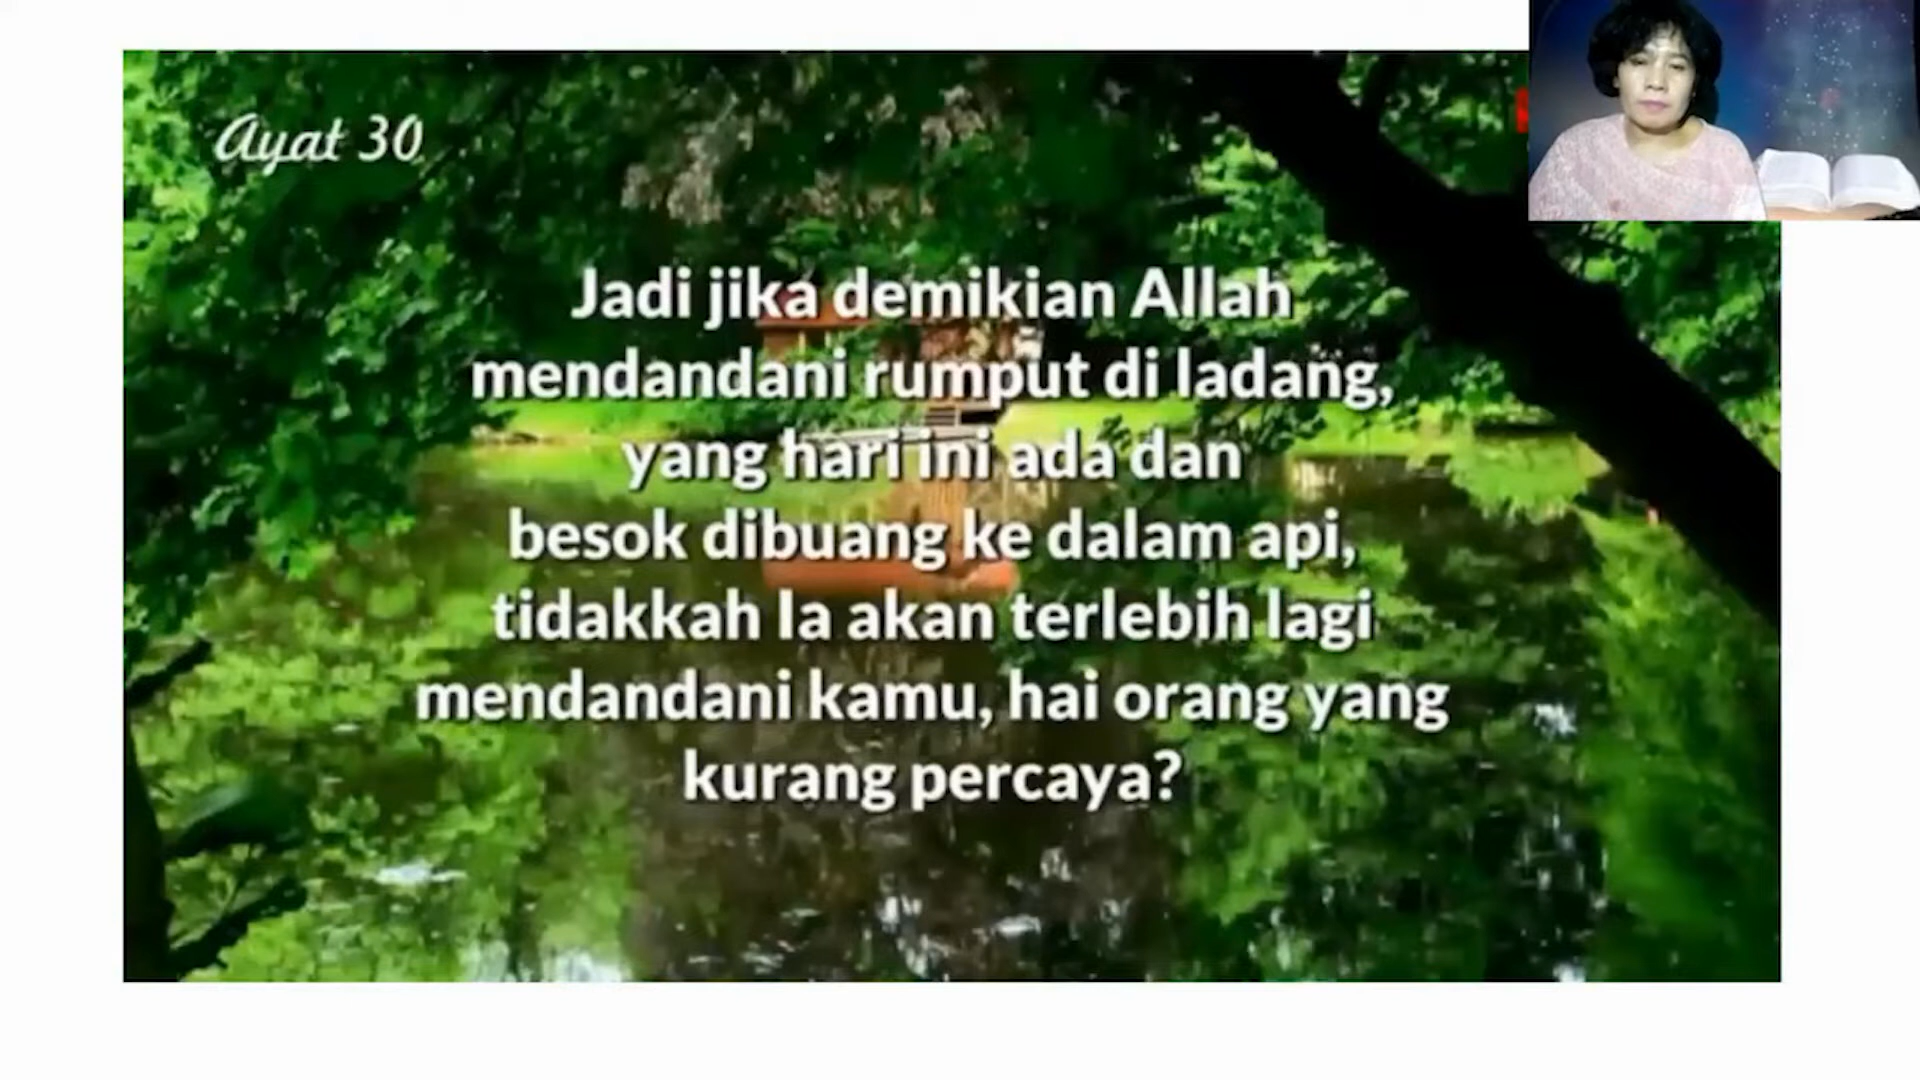 Ayat 30
Jadi jika demikian Allah
mendandani rumput di ladang,
yang hari ini ada dan
besok dibuang ke dalam api,
tidakkah Ia akan terlebih lagi
mendandani kamu, hai orang yang
kurang percaya?